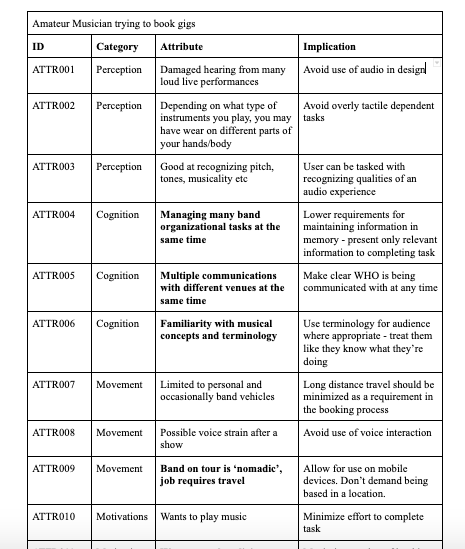 Amateur Musician trying to book gigs
ID Category Attribute Implication
ATTR001 Perception Damaged hearing from many Avoid use of audio in design
loud live performances
ATTR002 Perception Depending on what type of Avoid overly tactile dependent
instruments you play, you may tasks
have wear on different parts of
your hands/body
ATTR003 Perception Good at recognizing pitch, User can be tasked with
tones, musicality etc recognizing qualities of an
audio experience
ATTR004 Cognition Managing many band Lower requirements for
organizational tasks at the maintaining information in
same time memory - present only relevant
information to completing task
ATTR005 Cognition Multiple communications Make clear WHO is being
with different venues at the communicated with at any time
same time
ATTR006 Cognition Familiarity with musical Use terminology for audience
concepts and terminology where appropriate - treat them
like they know what they're
doing
ATTR007 Movement Limited to personal and Long distance travel should be
occasionally band vehicles minimized as a requirement in
the booking process
ATTR008 Movement Possible voice strain after a Avoid use of voice interaction
show
ATTR009 Movement Band on tour is ‘nomadic’, Allow for use on mobile
job requires travel devices. Don’t demand being
based in a location.
ATTR010 Motivations Wants to play music Minimize effort to complete
task